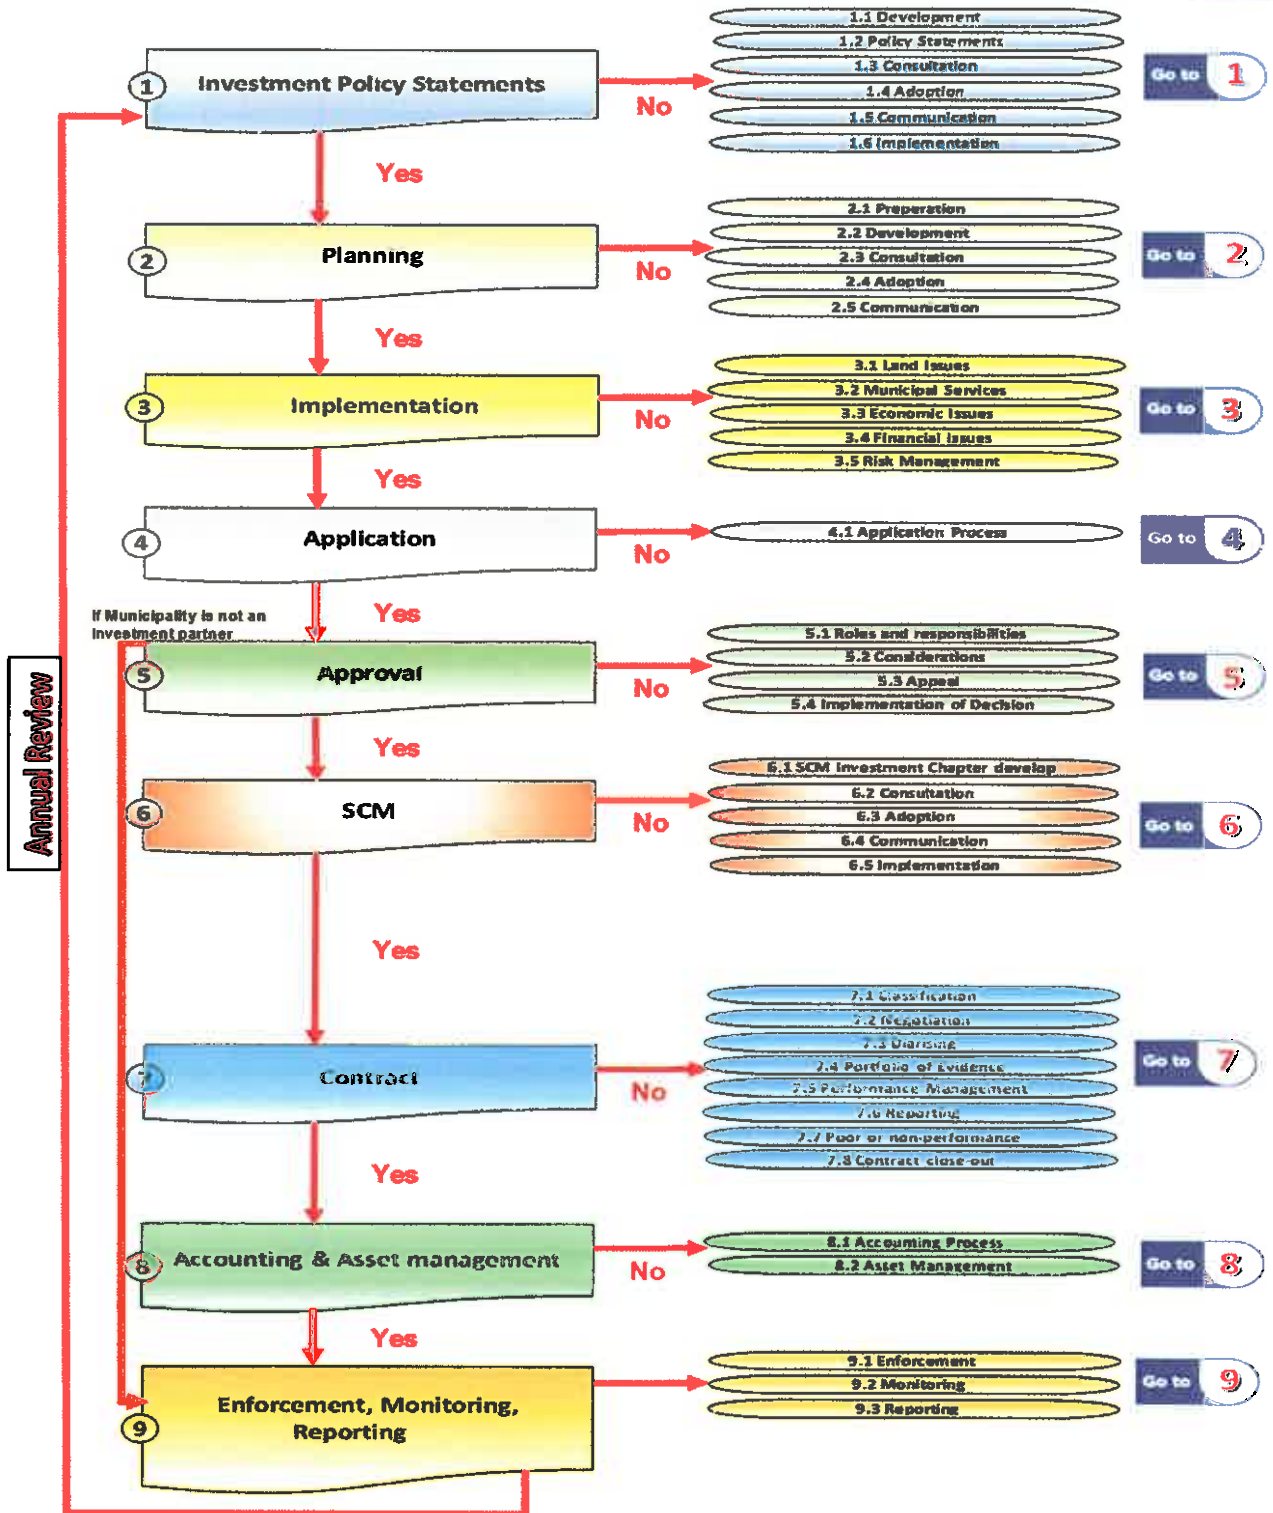 1.1 Development
1.2 Policy Statements
1.3 Consultation
1.4 Adoption
1.5 Communication
1.6 Implementation
1
Investment Policy Statements
No
Go to 1
Yes
2.1 Preperation
2.2 Development
2.3 Consultation
2.4 Adoption
2.5 Communication
2
Planning
No
Go to 2
Yes
3.1 Land Issues
3.2 Municipal Services
3.3 Economic Issues
3.4 Financial Issues
3.5 Risk Management
3
Implementation
No
Go to 3
Yes
4
Application
No
4.1 Application Process
Go to 4
Yes
If Municipality is not an
Investment partner
5
Approval
No
5.1 Roles and responsibilities
5.2 Considerations
5.3 Appeal
5.4 Implementation of Decision
Go to 5
Yes
Annual Review
6
SCM
No
6.1 SCM Investment Chapter develop
6.2 Consultation
6.3 Adoption
6.4 Communication
6.5 Implementation
Go to 6
Yes
7
Contract
No
7.1 Classification
7.2 Negotiation
7.3 Diarising
7.4 Portfolio of Evidence
7.5 Performance Management
7.6 Reporting
7.7 Poor or non-performance
7.8 Contract close-out
Go to 7
Yes
8
Accounting & Asset management
No
8.1 Accounting Process
8.2 Asset Management
Go to 8
Yes
9
Enforcement, Monitoring,
Reporting
9.1 Enforcement
9.2 Monitoring
9.3 Reporting
Go to 9